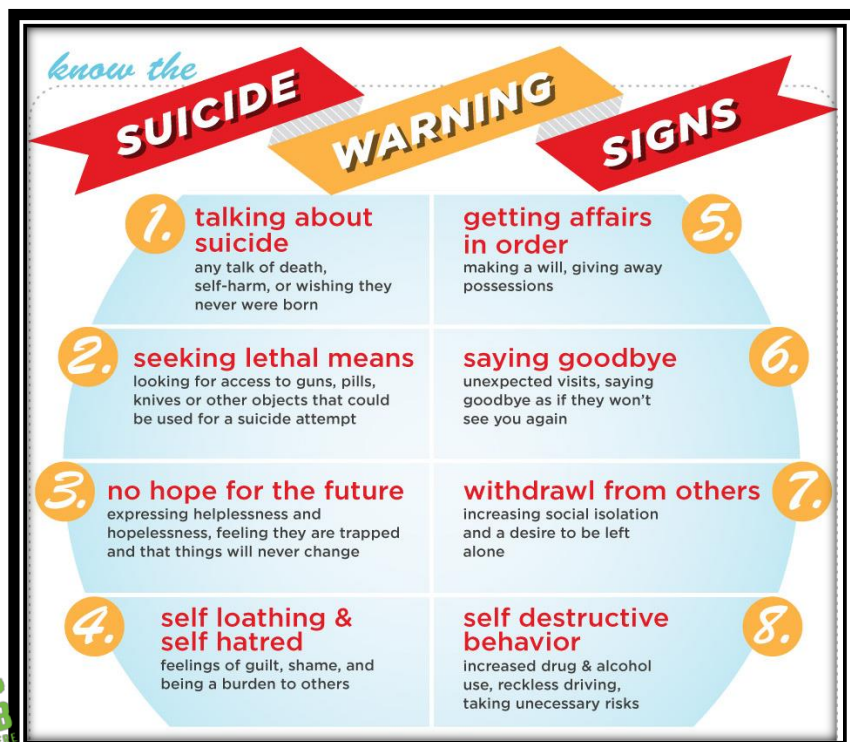 know the
SUICIDE WARNING SIGNS
1. talking about
suicide
any talk of death,
self-harm, or wishing they
never were born
2. seeking lethal means
looking for access to guns, pills,
knives or other objects that could
be used for a suicide attempt
3. no hope for the future
expressing helplessness and
hopelessness, feeling they are trapped
and that things will never change
4. self loathing &
self hatred
feelings of guilt, shame, and
being a burden to others
getting affairs 5.
in order
making a will, giving away
possessions
saying goodbye 6.
unexpected visits, saying
goodbye as if they won't
see you again
withdrawl from others 7.
increasing social isolation
and a desire to be left
alone
self destructive 8.
behavior
increased drug & alcohol
use, reckless driving,
taking unecessary risks